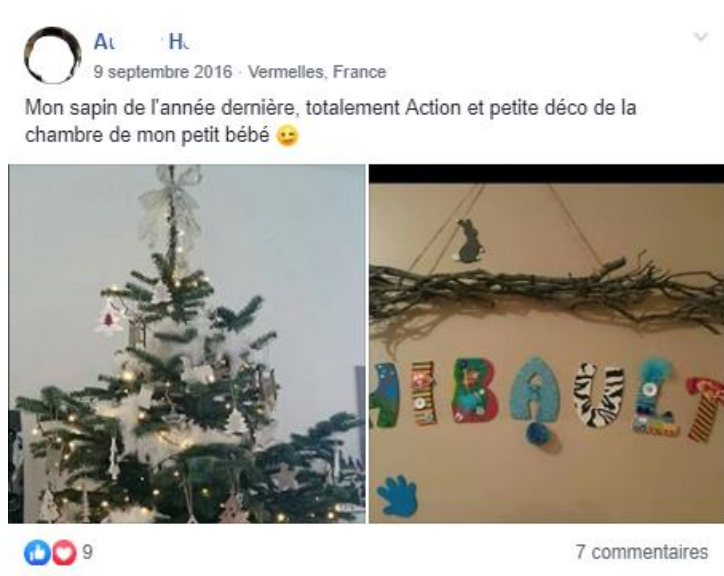 9 septembre 2016 · Vermelles, France
Mon sapin de l'année dernière, totalement Action et petite déco de la
chambre de mon petit bébé
IBAULT
9
7 commentaires